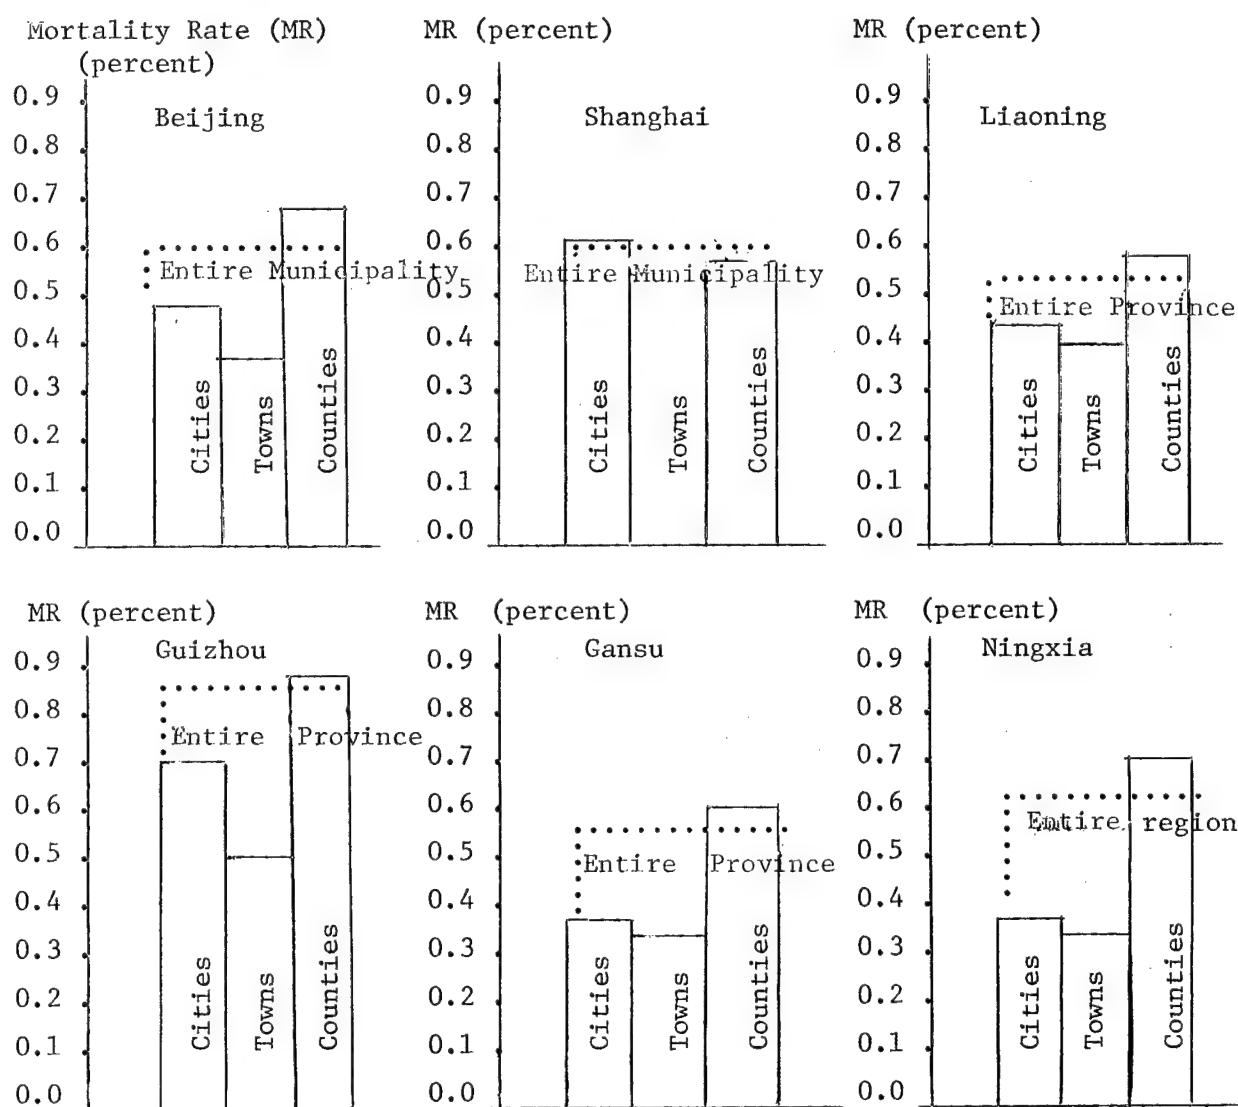 Mortality Rate (MR)
(percent)
0.9
Beijing
0.8
0.7
0.6
Entire Municipality
0.5
0.4
0.3
0.2
0.1
0.0
Cities
Towns
Counties
MR (percent)
0.9
Shanghai
0.8
0.7
0.6
Entire Municipality
0.5
0.4
0.3
0.2
0.1
0.0
Cities
Towns
Counties
MR (percent)
0.9
Liaoning
0.8
0.7
0.6
0.5
Entire Province
0.4
0.3
0.2
0.1
0.0
Cities
Towns
Counties
MR (percent)
Guizhou
0.9
0.8
Entire Province
0.7
0.6
0.5
0.4
0.3
0.2
0.1
0.0
Cities
Towns
Counties
MR (percent)
Gansu
0.9
0.8
0.7
0.6
0.5
Entire Province
0.4
0.3
0.2
0.1
0.0
Cities
Towns
Counties
MR (percent)
Ningxia
0.9
0.8
0.7
0.6
Entire region
0.5
0.4
0.3
0.2
0.1
0.0
Cities
Towns
Counties